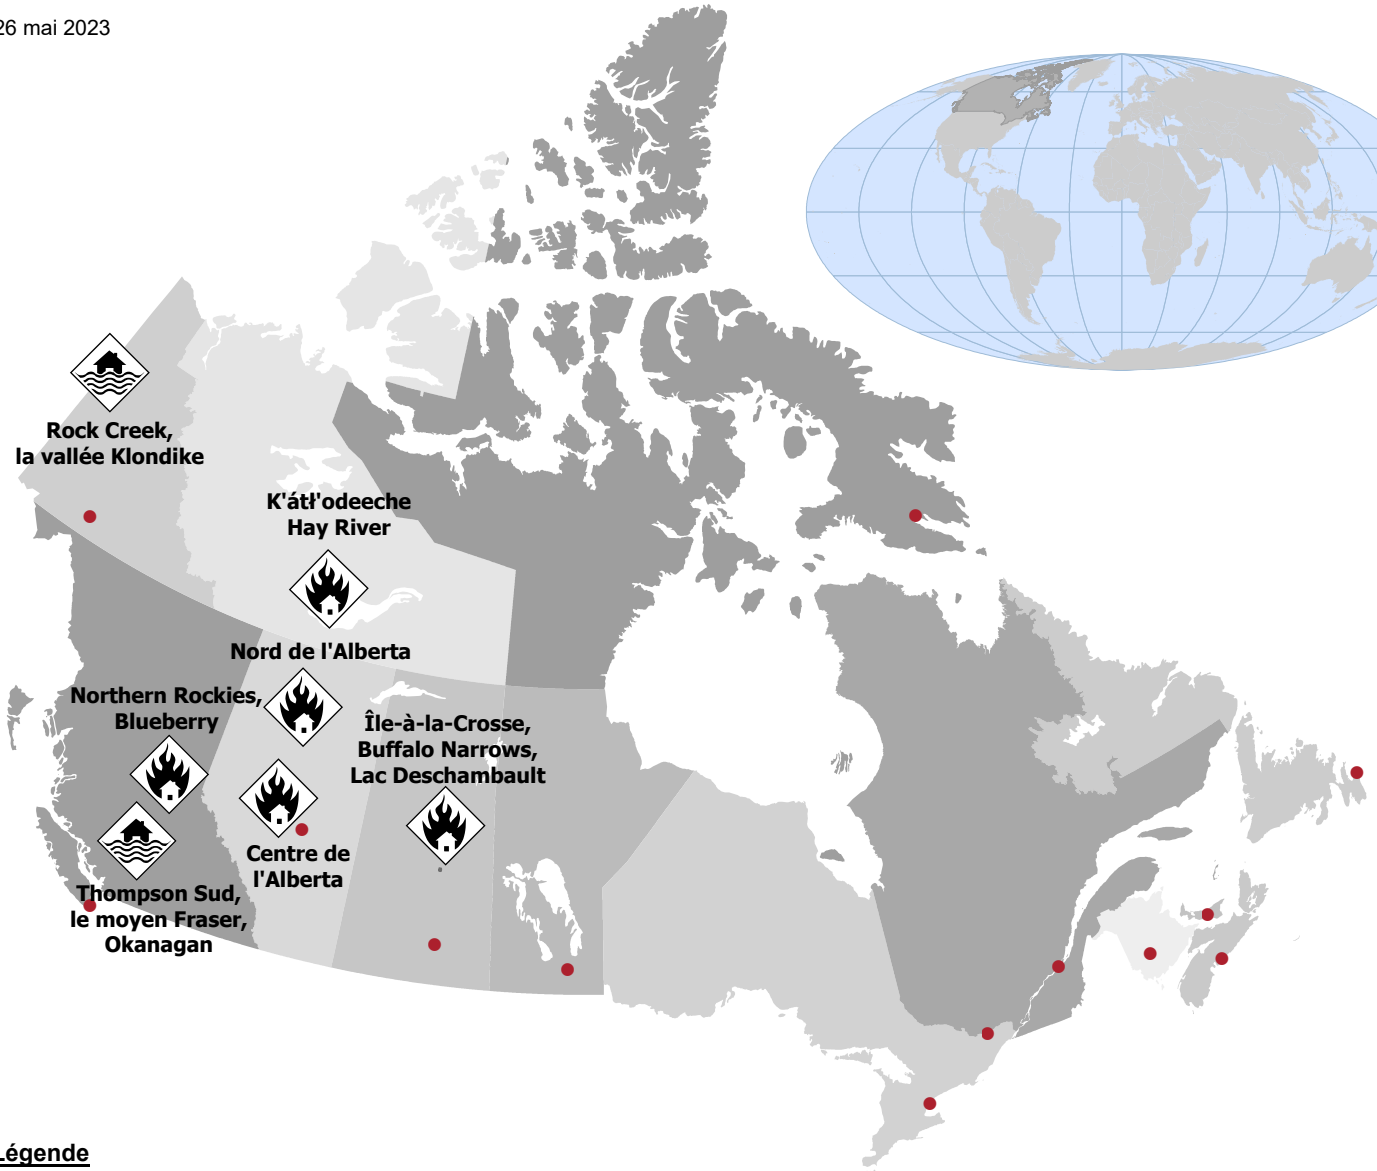 26 mai 2023
Rock Creek,
la vallée Klondike
K'átł'odeeche
Hay River
Nord de l'Alberta
Northern Rockies,
Blueberry
Île-à-la-Crosse,
Buffalo Narrows,
Lac Deschambault
Centre de
l'Alberta
Thompson Sud,
le moyen Fraser,
Okanagan
Légende